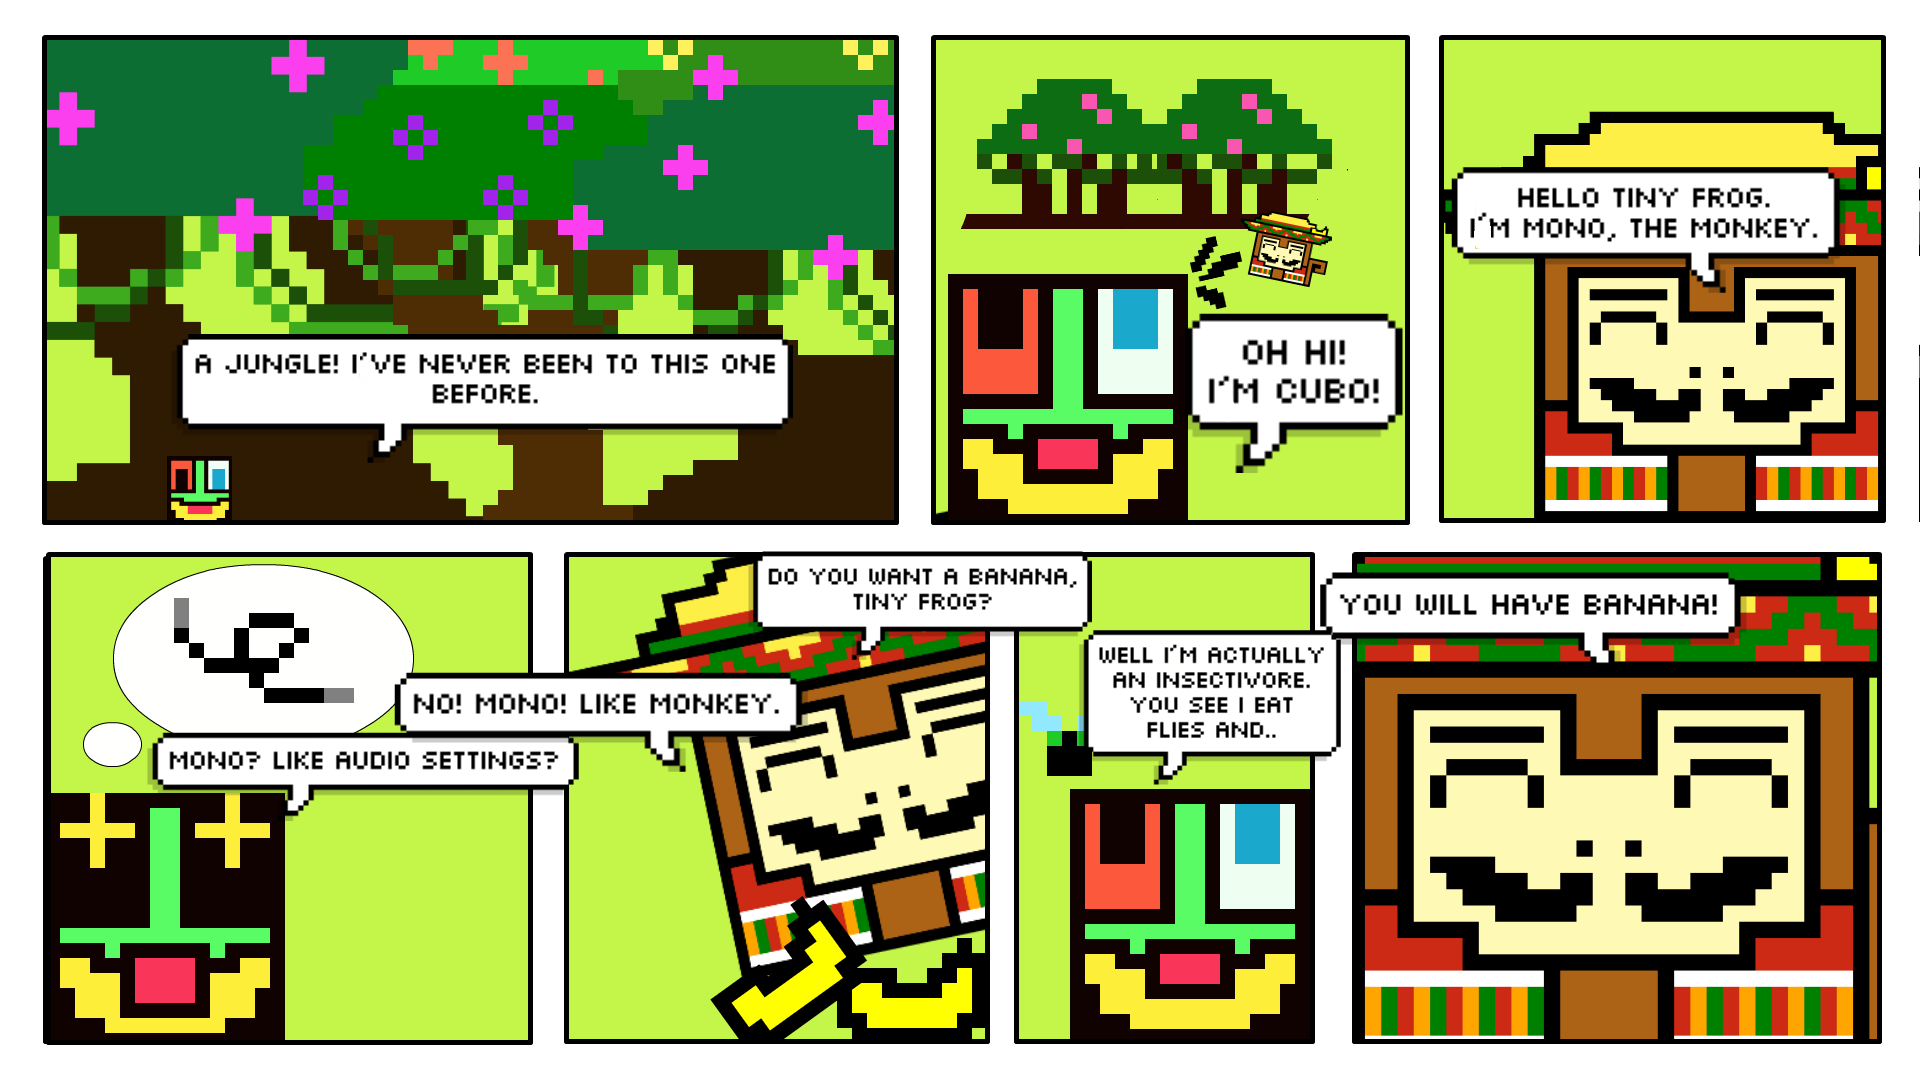 A JUNGLE! I'VE NEVER BEEN TO THIS ONE
BEFORE.
OH HI!
I'M CUBO!
HELLO TINY FROG.
I'M MONO, THE MONKEY.
MONO? LIKE AUDIO SETTINGS?
NO! MONO! LIKE MONKEY.
DO YOU WANT A BANANA,
TINY FROG?
WELL I'M ACTUALLY
AN INSECTIVORE.
YOU SEE I EAT
FLIES AND..
YOU WILL HAVE BANANA!